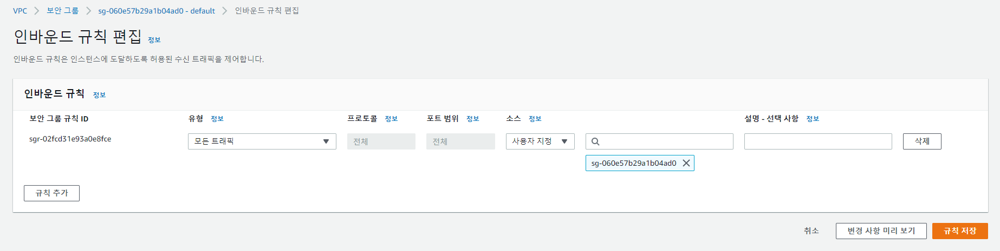 VPC > 보안 그룹 > sg-060e57b29a1b04ad0 - default > 인바운드 규칙 편집
인바운드 규칙 편집 정보
인바운드 규칙은 인스턴스에 도달하도록 허용된 수신 트래픽을 제어합니다.
인바운드 규칙 정보
보안 그룹 규칙 ID 유형 정보 프로토콜 정보 포트 범위 정보 소스 정보 설명 - 선택 사항 정보
sgr-02fcd31e93a0e8fce 모든 트래픽 전체 전체 사용자 지정 삭제
sg-060e57b29a1b04ad0
규칙 추가
취소 변경 사항 미리 보기 규칙 저장